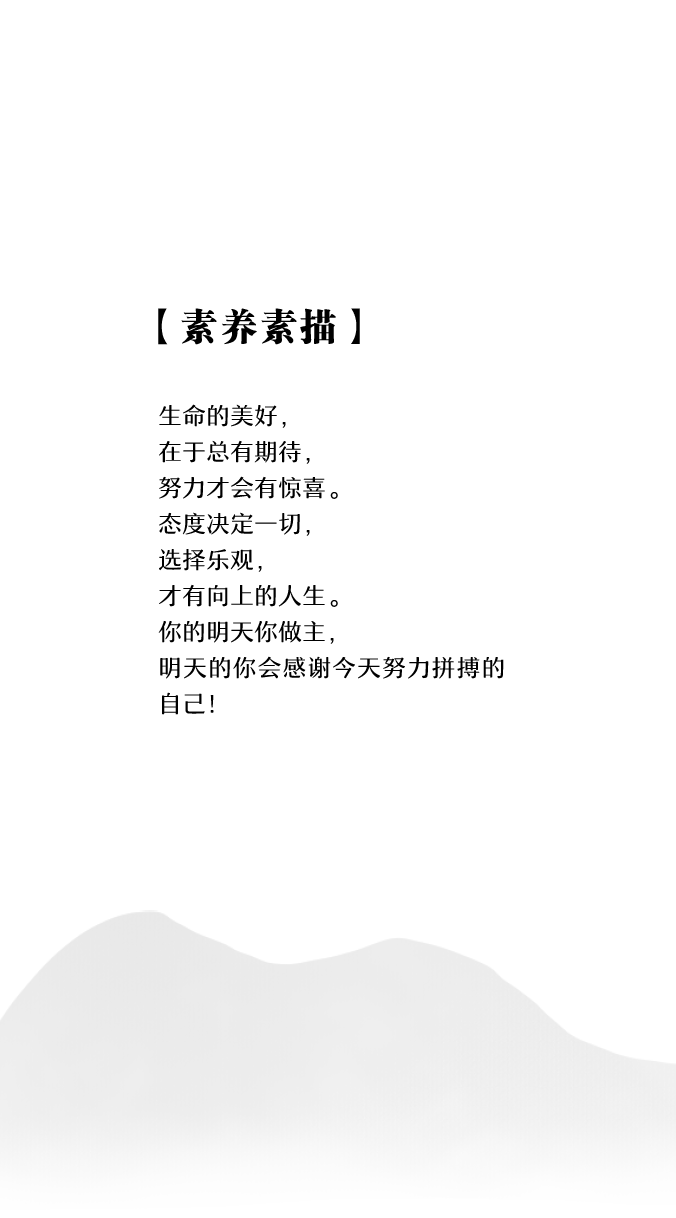 【素养素描】
生命的美好，
在于总有期待，
努力才会有惊喜。
态度决定一切，
选择乐观，
才有向上的人生。
你的明天你做主，
明天的你会感谢今天努力拼搏的
自己！